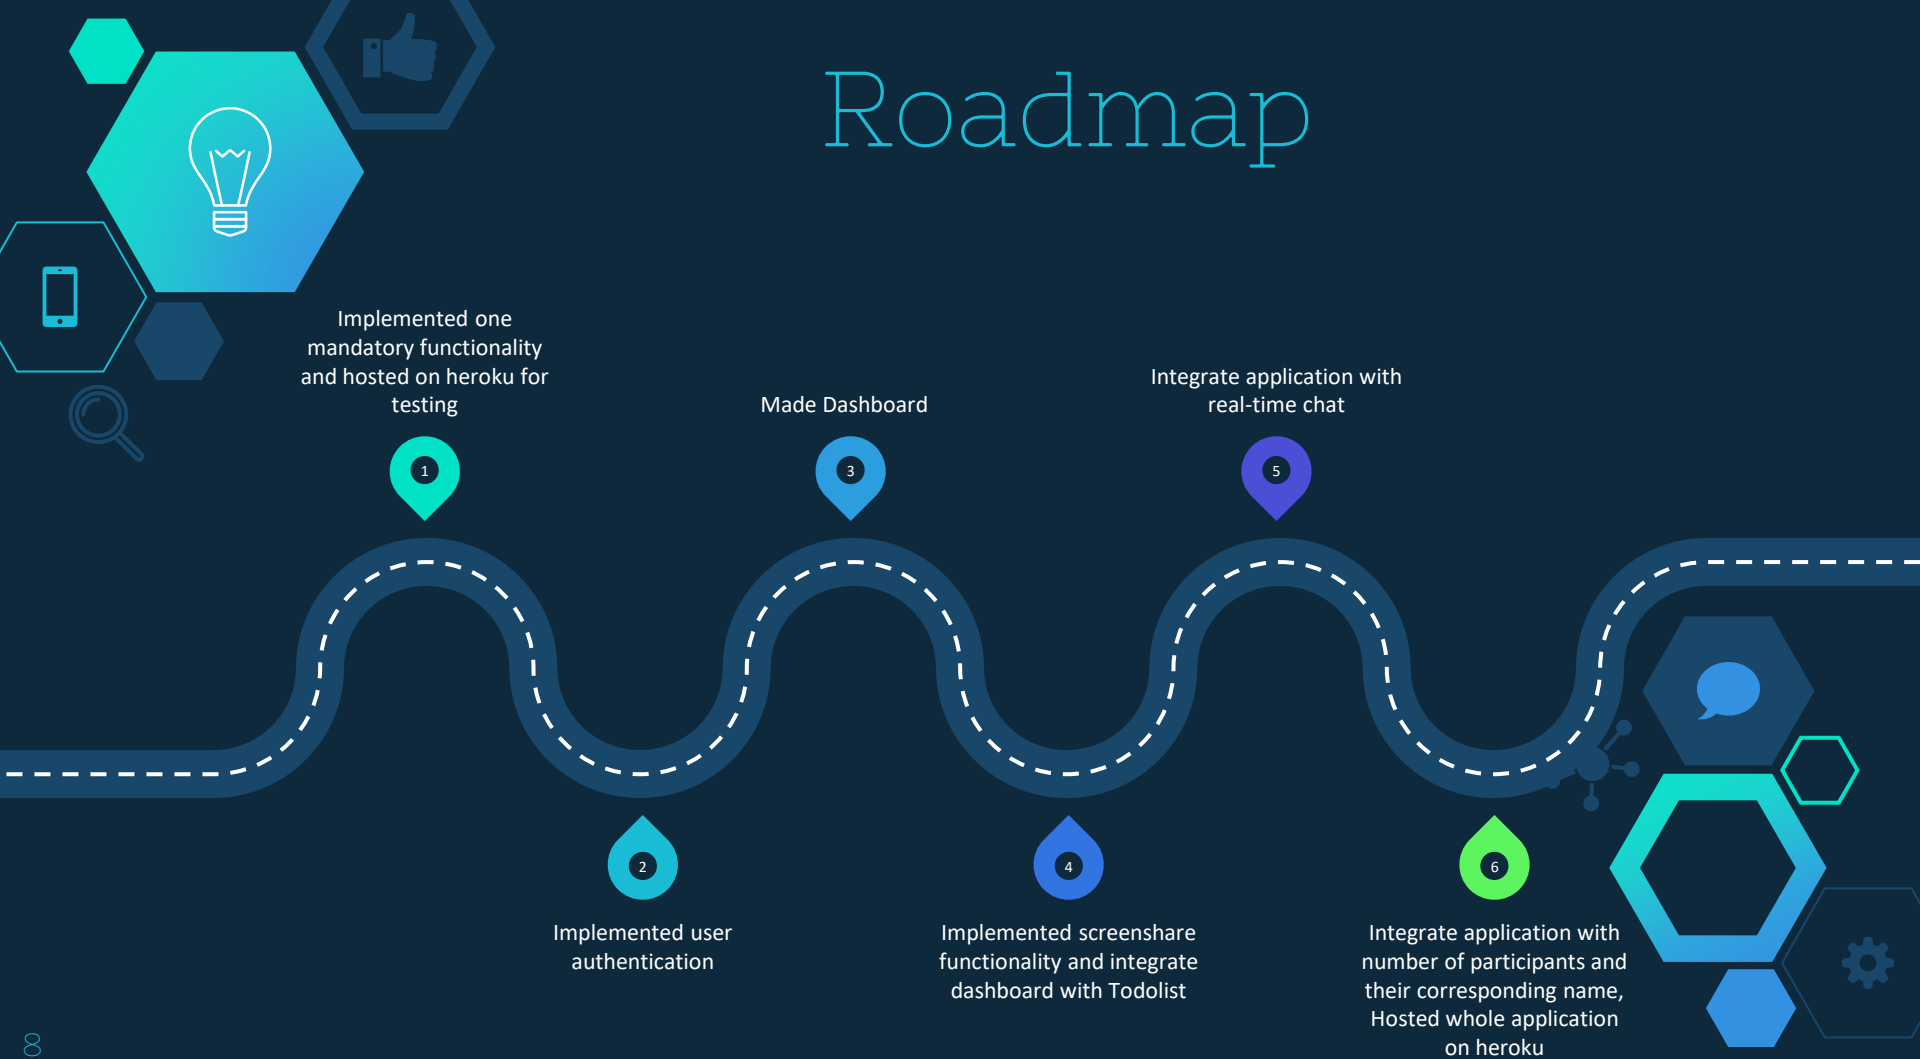 Roadmap
Implemented one
mandatory functionality
and hosted on heroku for
testing
1
Implemented user
authentication
2
Made Dashboard
3
Implemented screenshare
functionality and integrate
dashboard with Todolist
4
Integrate application with
real-time chat
5
Integrate application with
number of participants and
their corresponding name,
Hosted whole application
on heroku
6
8